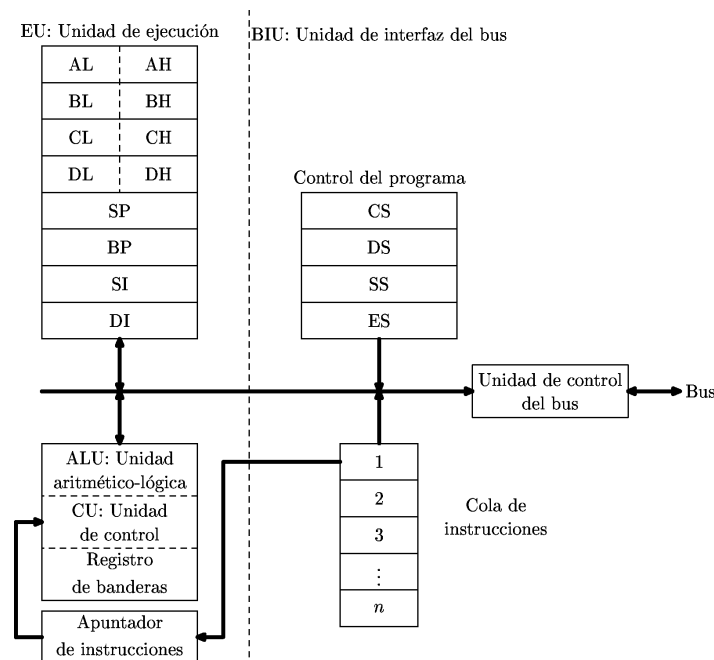 EU: Unidad de ejecución
BIU: Unidad de interfaz del bus
AL AH
BL BH
CL CH
DL DH
SP
BP
SI
DI
Control del programa
CS
DS
SS
ES
Unidad de control
del bus
Bus
ALU: Unidad
aritmético-lógica
CU: Unidad
de control
Registro
de banderas
Apuntador
de instrucciones
1
2
3
⋮
n
Cola de
instrucciones